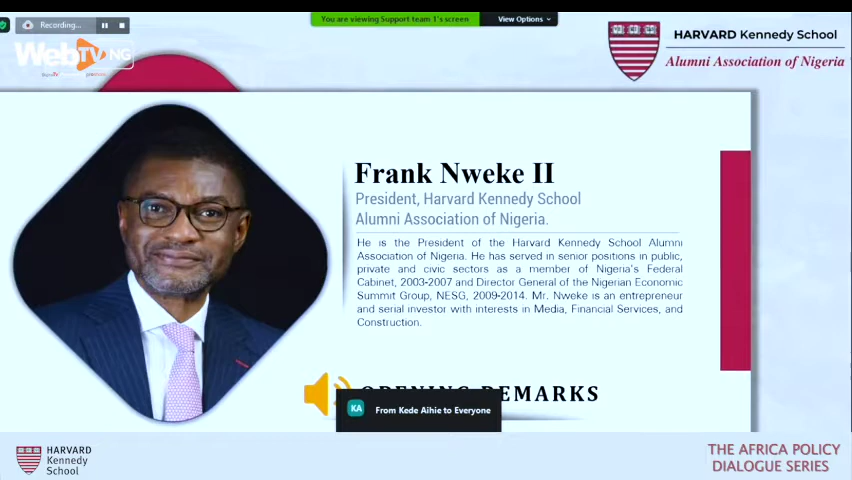 Recording...
You are viewing Support team 1's screen
View Options
WebTV.NG
HARVARD Kennedy School
Alumni Association of Nigeria
Frank Nweke II
President, Harvard Kennedy School
Alumni Association of Nigeria.
He is the President of the Harvard Kennedy School Alumni
Association of Nigeria. He has served in senior positions in public,
private and civic sectors as a member of Nigeria's Federal
Cabinet, 2003-2007 and Director General of the Nigerian Economic
Summit Group, NESG, 2009-2014. Mr. Nweke is an entrepreneur
and serial investor with interests in Media, Financial Services, and
Construction.
REMARKS
KA
From Kede Aihie to Everyone
HARVARD
Kennedy
School
THE AFRICA POLICY
DIALOGUE SERIES